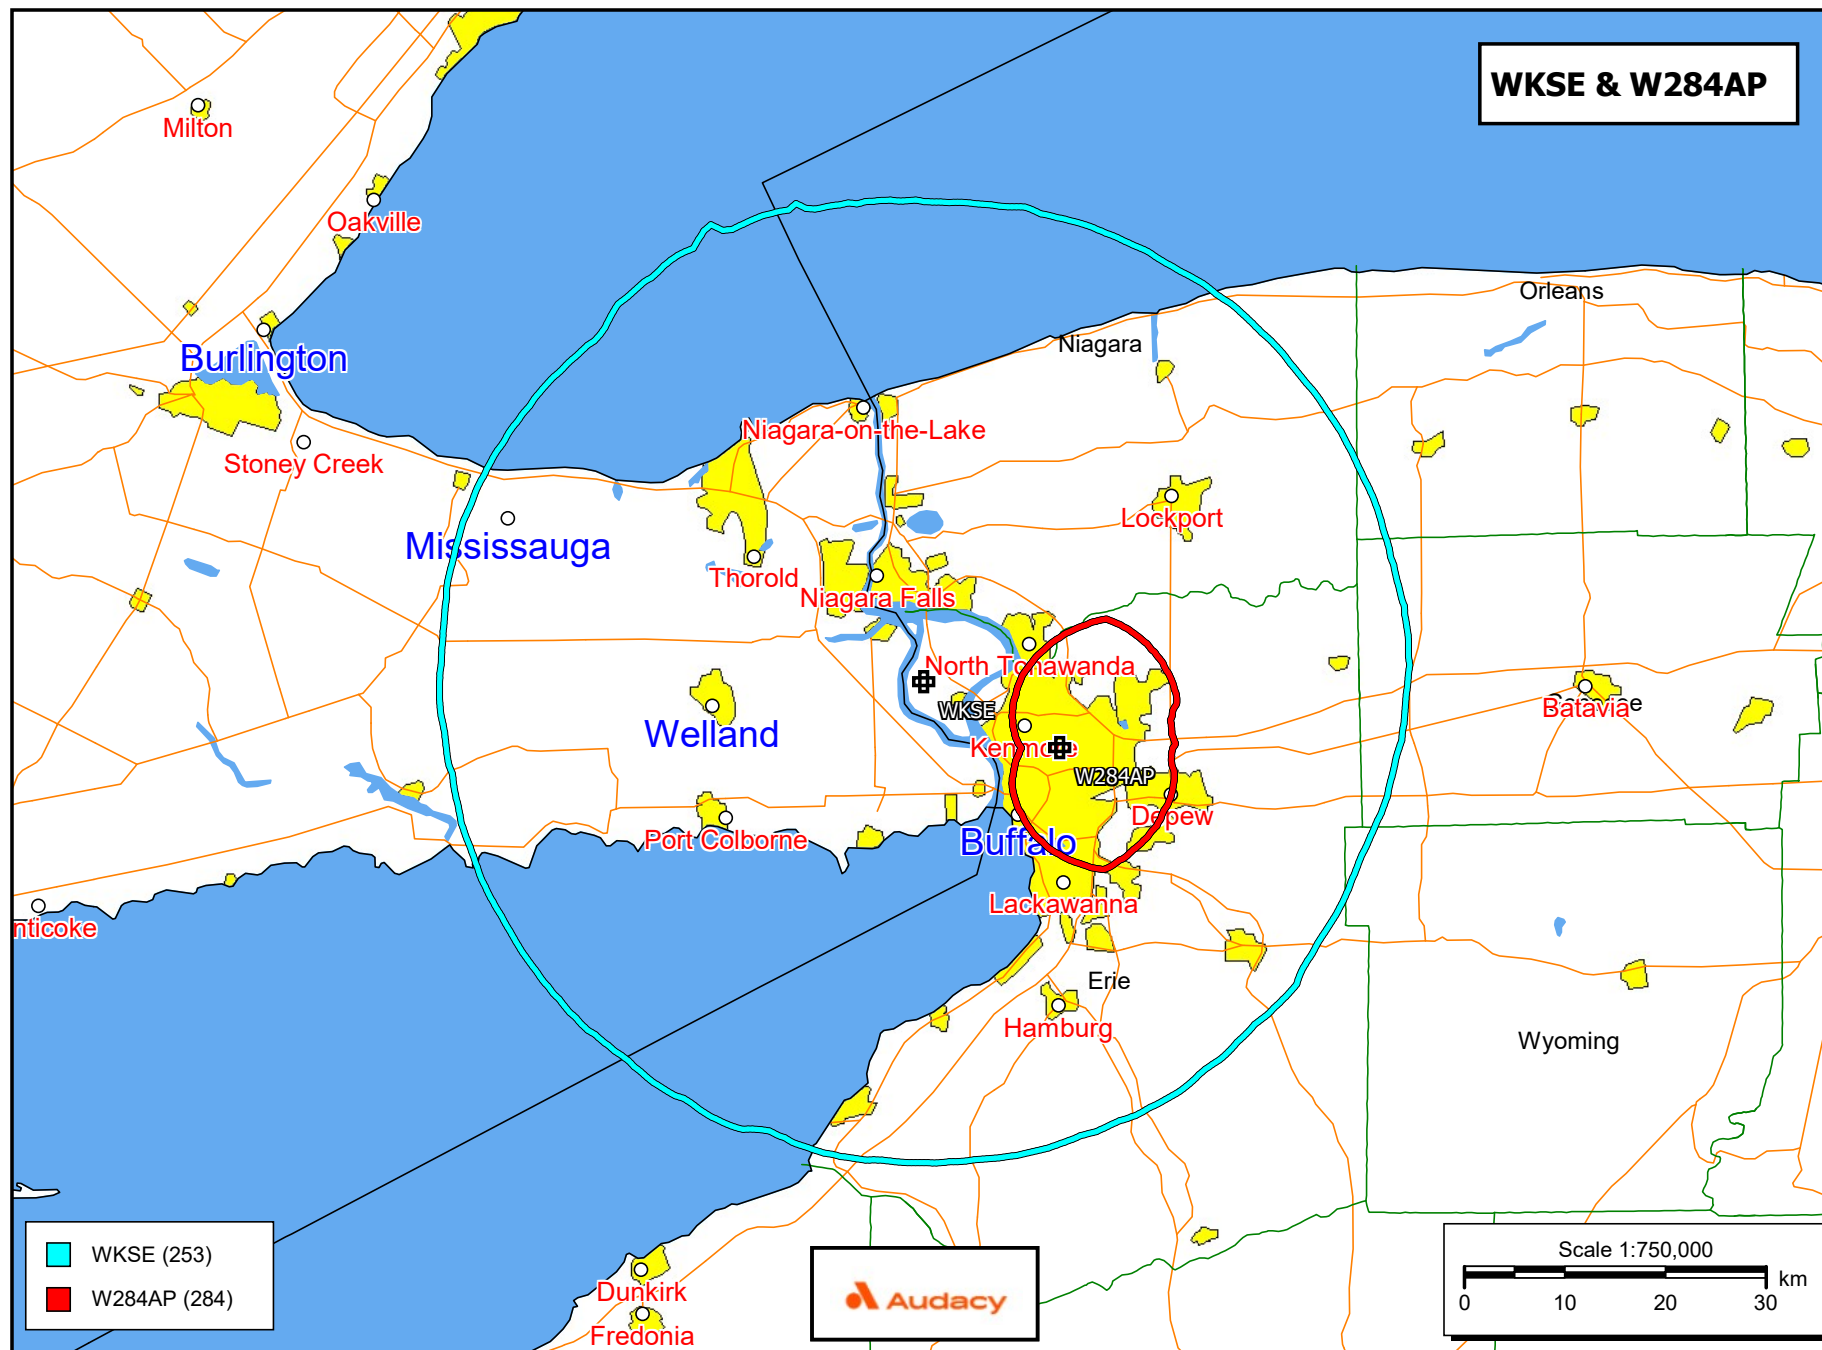 WKSE & W284AP
Milton
Oakville
Orleans
Niagara
Burlington
Niagara-on-the-Lake
Stoney Creek
Lockport
Mississauga
Thorold
Niagara Falls
North Tonawanda
WKSE
Batavia
Welland
Kenmore
W284AP
Depew
Port Colborne
Buffalo
Lackawanna
nticoke
Erie
Hamburg
Wyoming
WKSE (253)
W284AP (284)
Dunkirk
Fredonia
Audacy
Scale 1:750,000
km
0 10 20 30